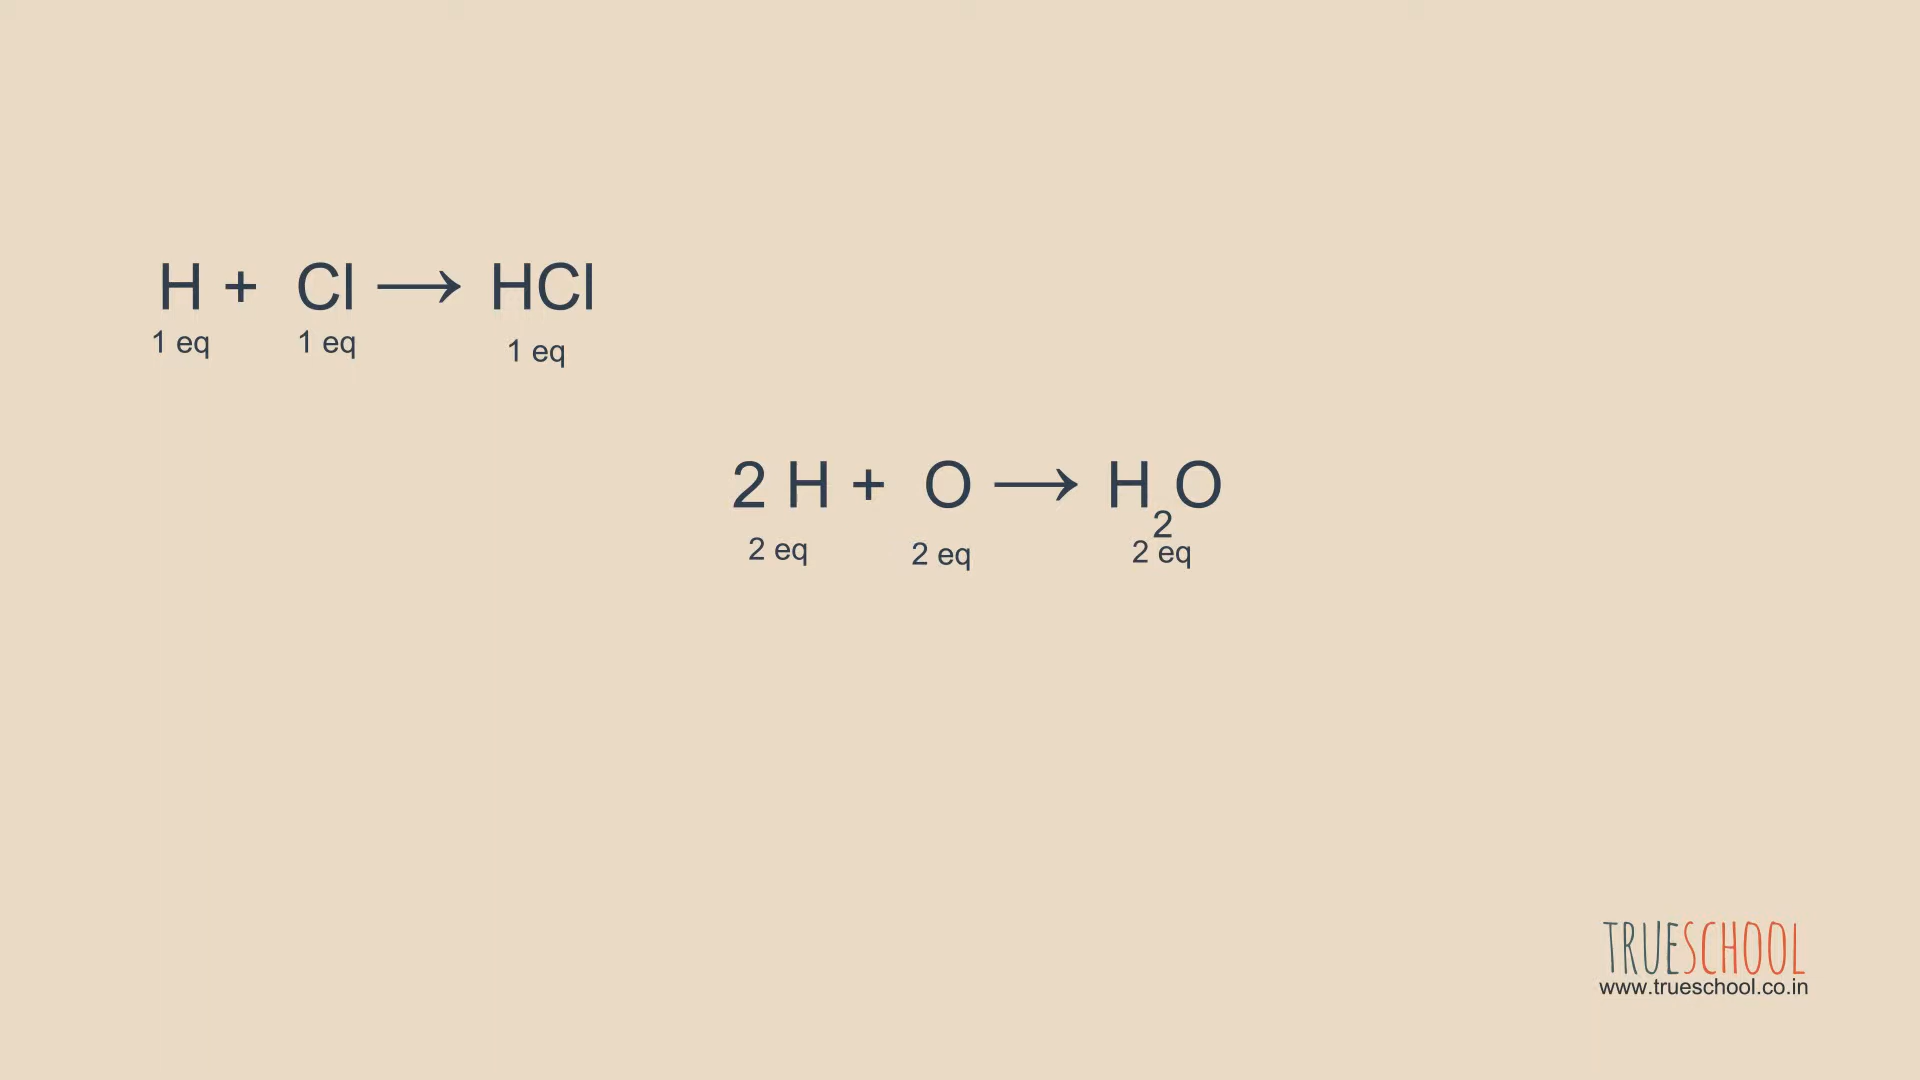 H + Cl ⟶ HCl
1 eq 1 eq 1 eq
2 H + O ⟶ H₂O
2 eq 2 eq 2 eq
TRUESCHOOL
www.trueschool.co.in